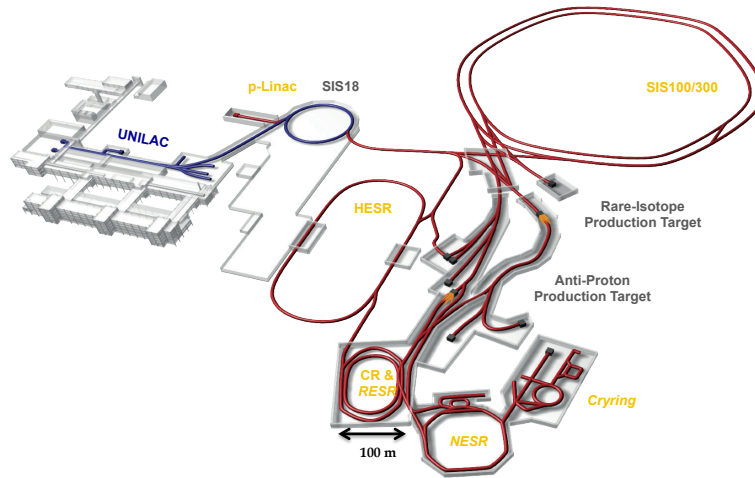 p-Linac
SIS18
SIS100/300
UNILAC
HESR
Rare-Isotope
Production Target
Anti-Proton
Production Target
CR &
RESR
Cryring
NESR
100 m